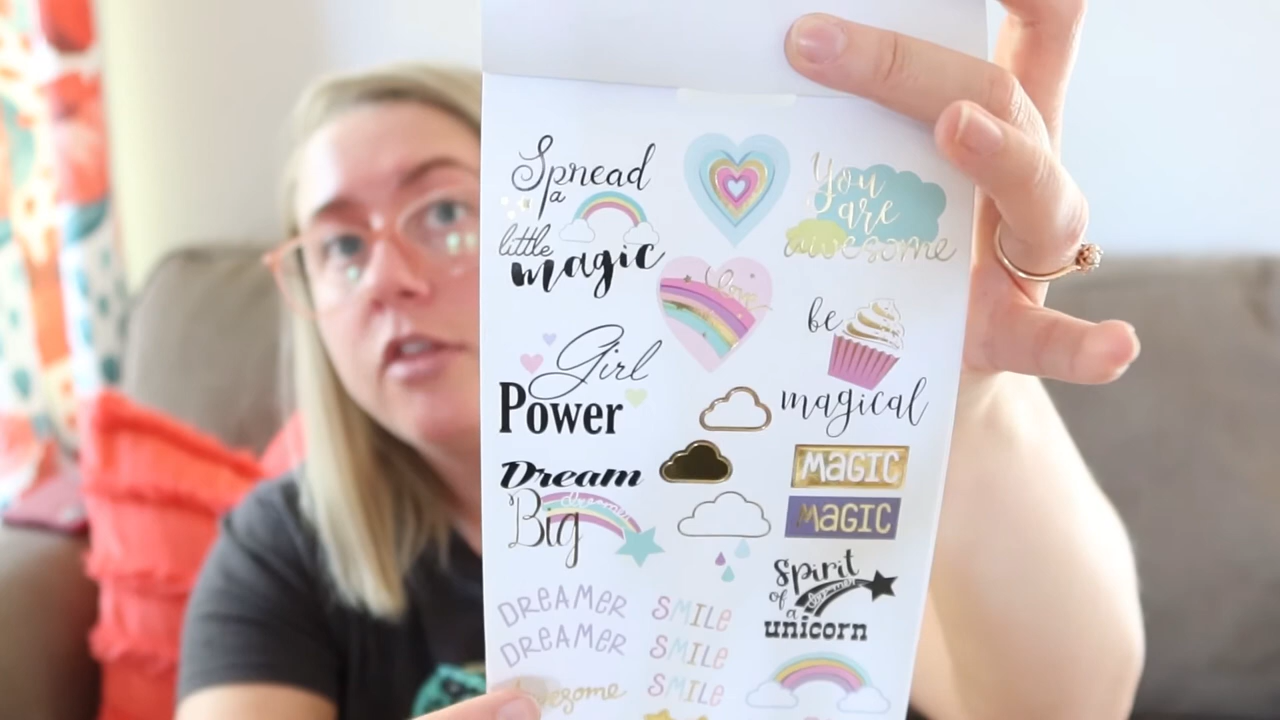 Spread
a
little
magic
You
are
awesome
love
be
magical
Girl
Power
MAGIC
MAGIC
Dream
Big
Spirit
of
a
unicorn
DREAMER
DREAMER
SMILE
SMILE
SMILE
awesome